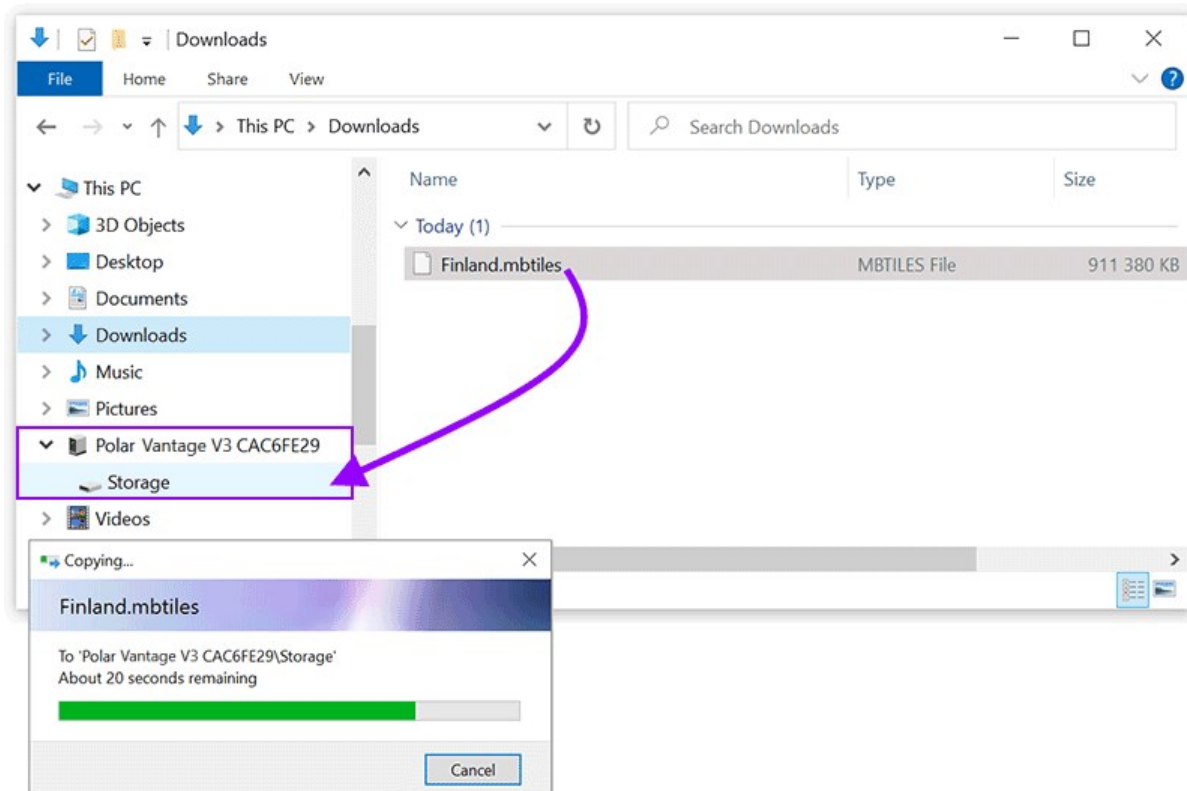 Downloads
File Home Share View
This PC > Downloads
Search Downloads
Name Type Size
This PC
3D Objects
Desktop
Documents
Downloads
Music
Pictures
Polar Vantage V3 CAC6FE29
Storage
Videos
Today (1)
Finland.mbtiles MBTILES File 911 380 KB
Copying...
Finland.mbtiles
To 'Polar Vantage V3 CAC6FE29\Storage'
About 20 seconds remaining
Cancel